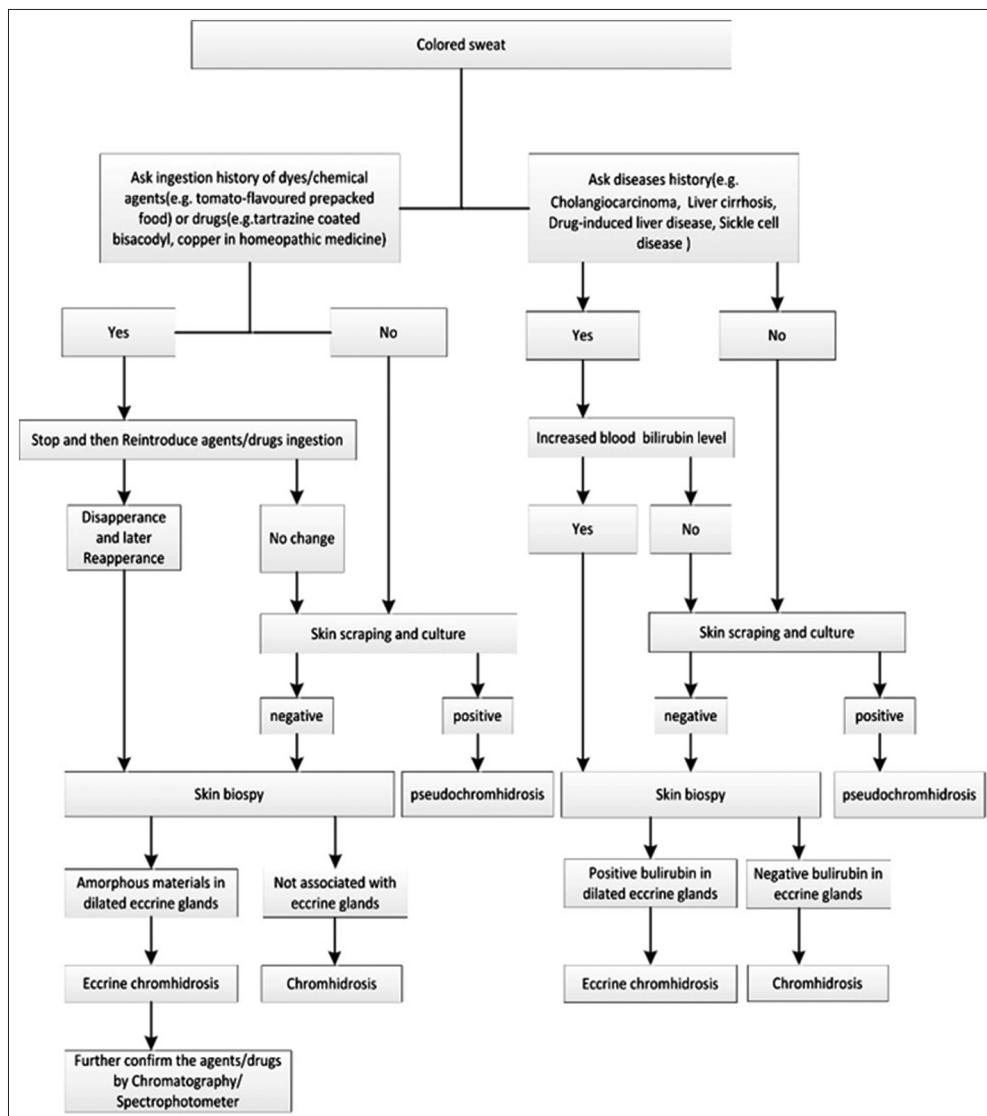 Colored sweat
Ask ingestion history of dyes/chemical
agents(e.g. tomato-flavoured prepacked
food) or drugs(e.g.tartrazine coated
bisacodyl, copper in homeopathic medicine)
Ask diseases history(e.g.
Cholangiocarcinoma, Liver cirrhosis,
Drug-induced liver disease, Sickle cell
disease )
Yes
No
Yes
No
Stop and then Reintroduce agents/drugs ingestion
Increased blood bilirubin level
Disapperance
and later
Reapperance
No change
Yes
No
Skin scraping and culture
Skin scraping and culture
negative
positive
negative
positive
Skin biospy
pseudochromhidrosis
Skin biospy
pseudochromhidrosis
Amorphous materials in
dilated eccrine glands
Not associated with
eccrine glands
Positive bulirubin in
dilated eccrine glands
Negative bulirubin in
eccrine glands
Eccrine chromhidrosis
Chromhidrosis
Eccrine chromhidrosis
Chromhidrosis
Further confirm the agents/drugs
by Chromatography/
Spectrophotometer